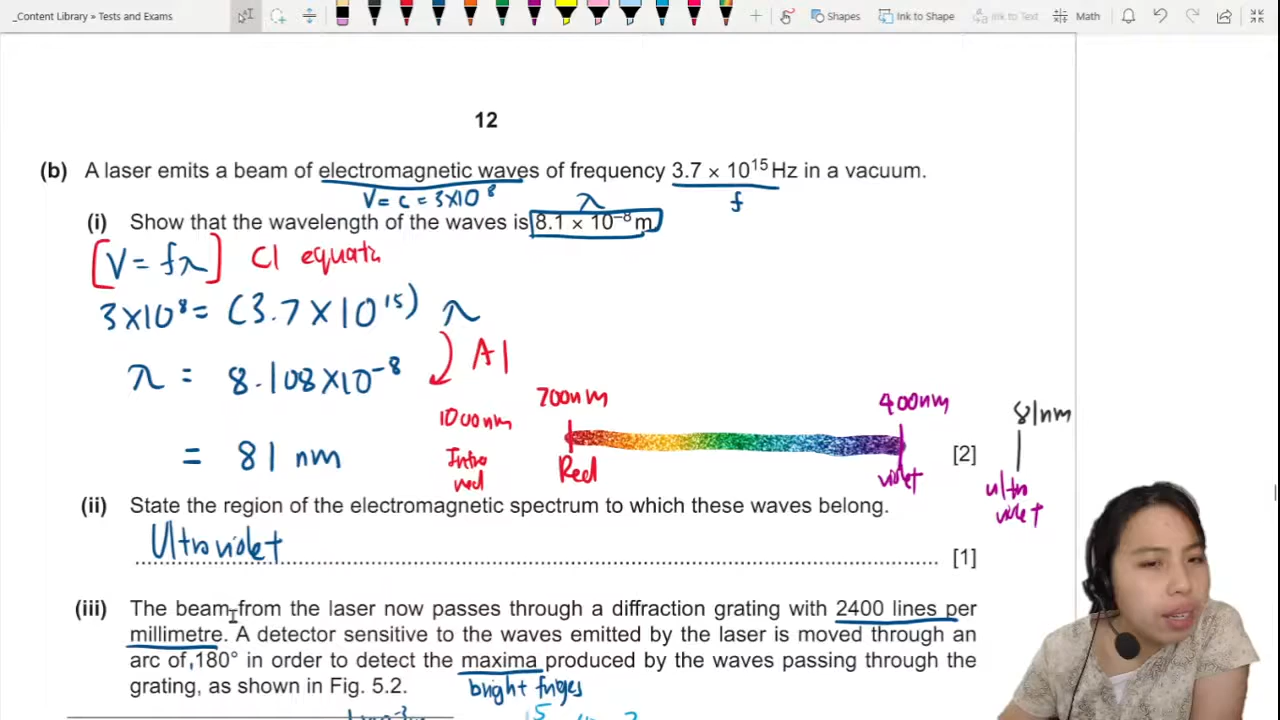 _Content Library » Tests and Exams
Shapes
Ink to Shape
Ink to Text
Math
12
(b) A laser emits a beam of electromagnetic waves of frequency 3.7 × 10¹⁵ Hz in a vacuum.
V = c = 3×10⁸
λ
f
(i) Show that the wavelength of the waves is 8.1 × 10⁻⁸ m.
[V = fλ] C1 equatn
3×10⁸ = (3.7×10¹⁵) λ
A1
λ = 8.108×10⁻⁸
700nm
400nm
81nm
1000nm
= 81 nm
Infra
red
Red
violet
[2]
ultra
violet
(ii) State the region of the electromagnetic spectrum to which these waves belong.
Ultraviolet
[1]
(iii) The beam from the laser now passes through a diffraction grating with 2400 lines per
millimetre. A detector sensitive to the waves emitted by the laser is moved through an
arc of 180° in order to detect the maxima produced by the waves passing through the
grating, as shown in Fig. 5.2.
bright fringes